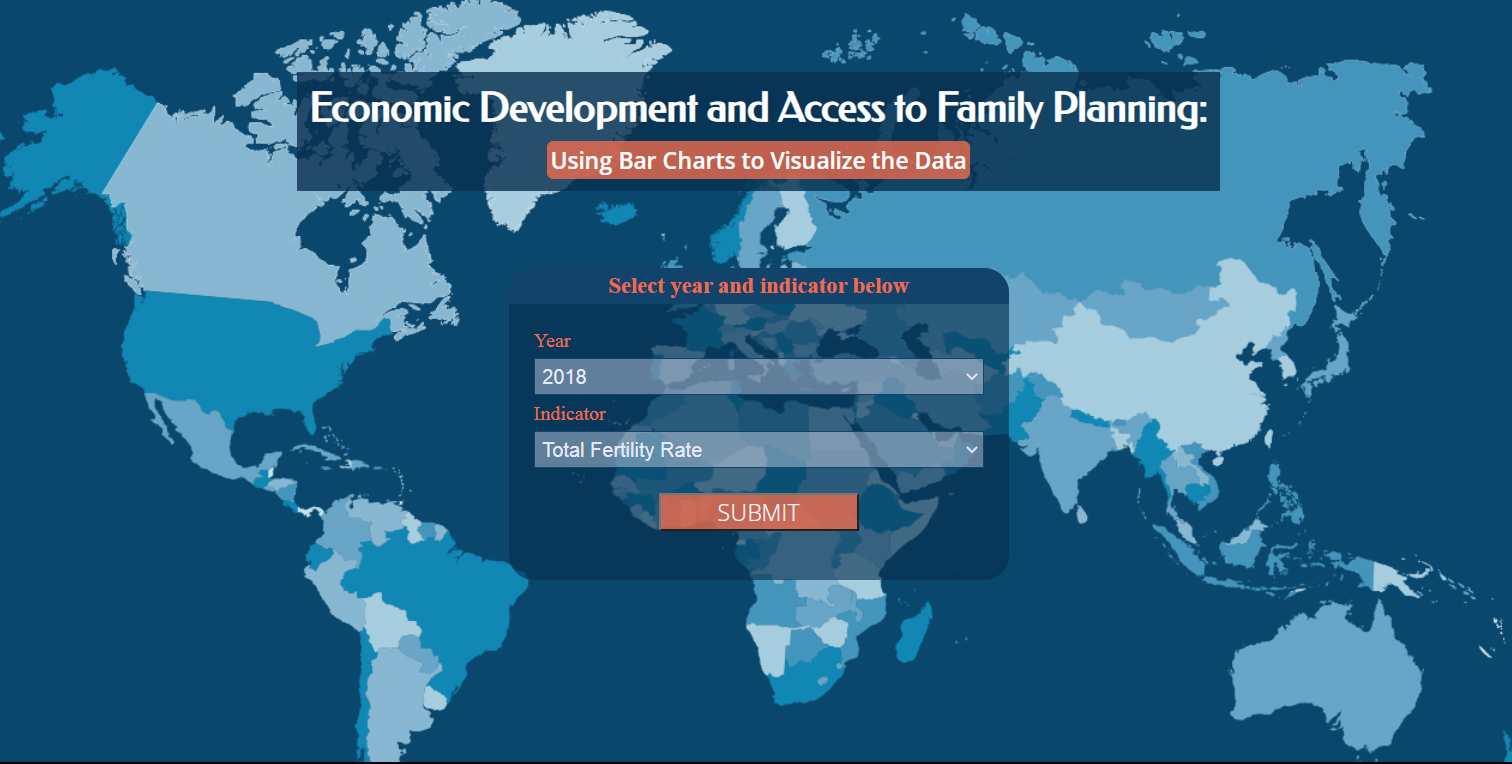 Economic Development and Access to Family Planning:
Using Bar Charts to Visualize the Data
Select year and indicator below
Year
2018
Indicator
Total Fertility Rate
SUBMIT